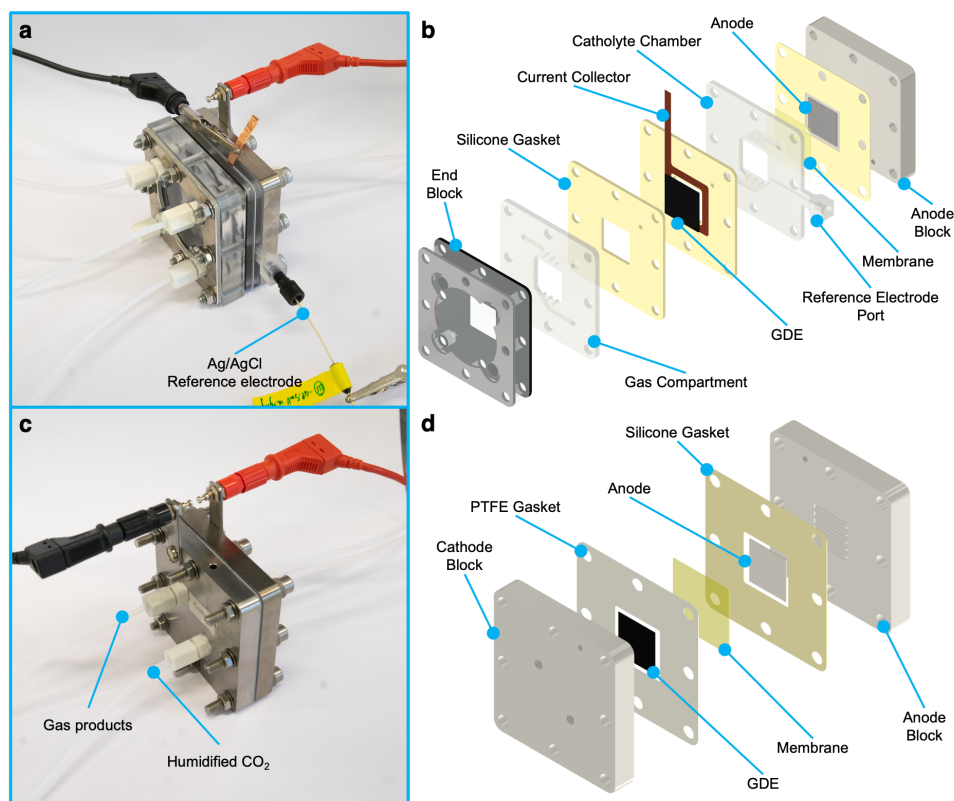 a
Ag/AgCl
Reference electrode
b
Anode
Catholyte Chamber
Current Collector
Silicone Gasket
End
Block
Anode
Block
Membrane
Reference Electrode
Port
GDE
Gas Compartment
c
Gas products
Humidified CO₂
d
Silicone Gasket
Anode
PTFE Gasket
Cathode
Block
Anode
Block
Membrane
GDE